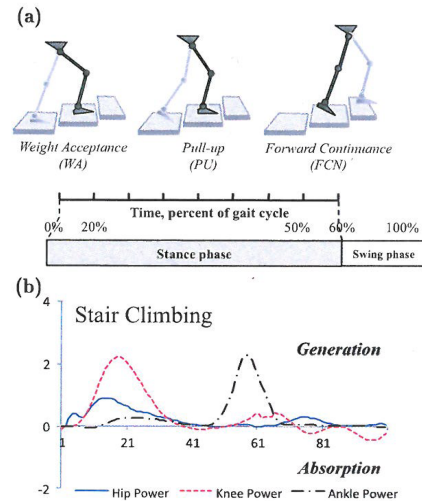 (a)
Weight Acceptance
(WA)
Pull-up
(PU)
Forward Continuance
(FCN)
Time, percent of gait cycle
0% 20% 50% 60% 100%
Stance phase
Swing phase
(b)
Stair Climbing
Generation
Absorption
4
2
0
-2
1 21 41 61 81
Hip Power Knee Power Ankle Power